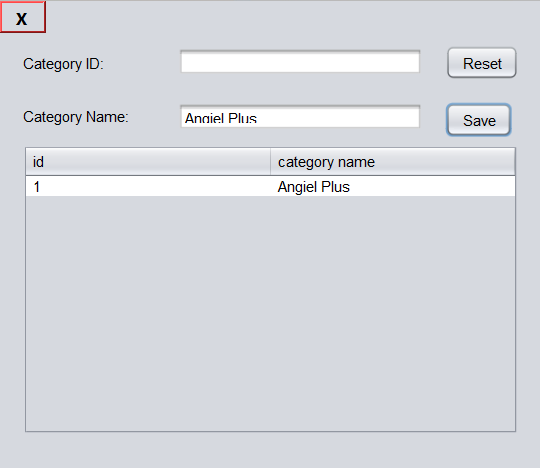 X
Category ID:
Reset
Category Name:
Angiel Plus
Save
id category name
1 Angiel Plus